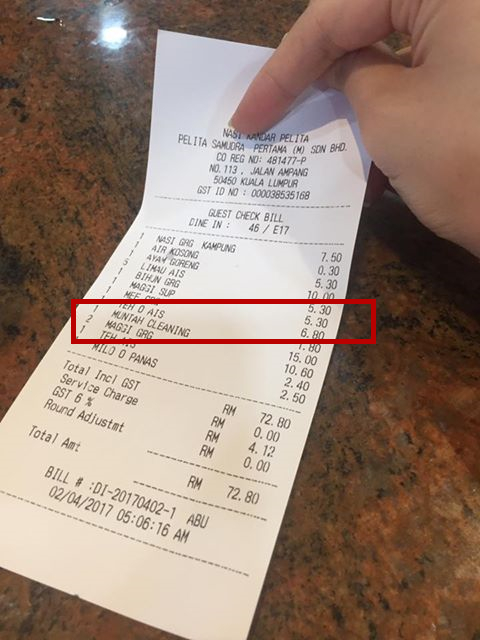 NASI KANDAR PELITA
PELITA SAMUDRA PERTAMA (M) SDN BHD.
CO REG NO: 481477-P
NO.113 , JALAN AMPANG
50450 KUALA LUMPUR
GST ID NO : 000038535168
GUEST CHECK BILL
DINE IN : 46 / E17
1 NASI GRG KAMPUNG 7.50
1 AIR KOSONG 0.30
1 AYAM GORENG 5.30
5 LIMAU AIS 10.00
1 BIHUN GRG 5.30
1 MAGGI SUP 5.30
MEE GRG 6.80
1 TEH O AIS 1.80
1 MUNTAH CLEANING 15.00
2 MAGGI GRG 10.60
1 TEH AIS 2.40
MILO O PANAS 2.50
Total Incl GST RM 72.80
Service Charge RM 0.00
GST 6 % RM 4.12
Round Adjustmt RM 0.00
Total Amt RM 72.80
BILL # :DI-20170402-1 ABU
02/04/2017 05:06:16 AM